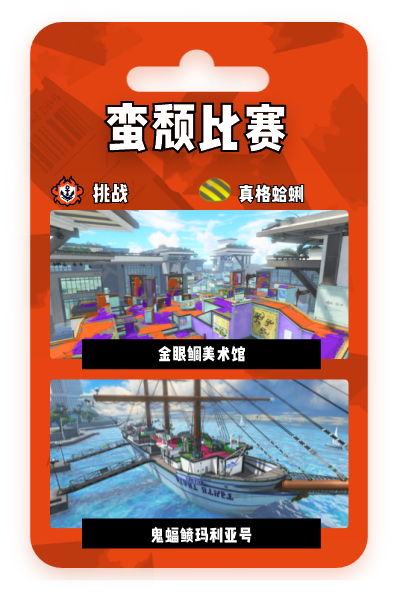 蛮颓比赛
挑战 真格蛤蜊
金眼鲷美术馆
鬼蝠鲼玛利亚号